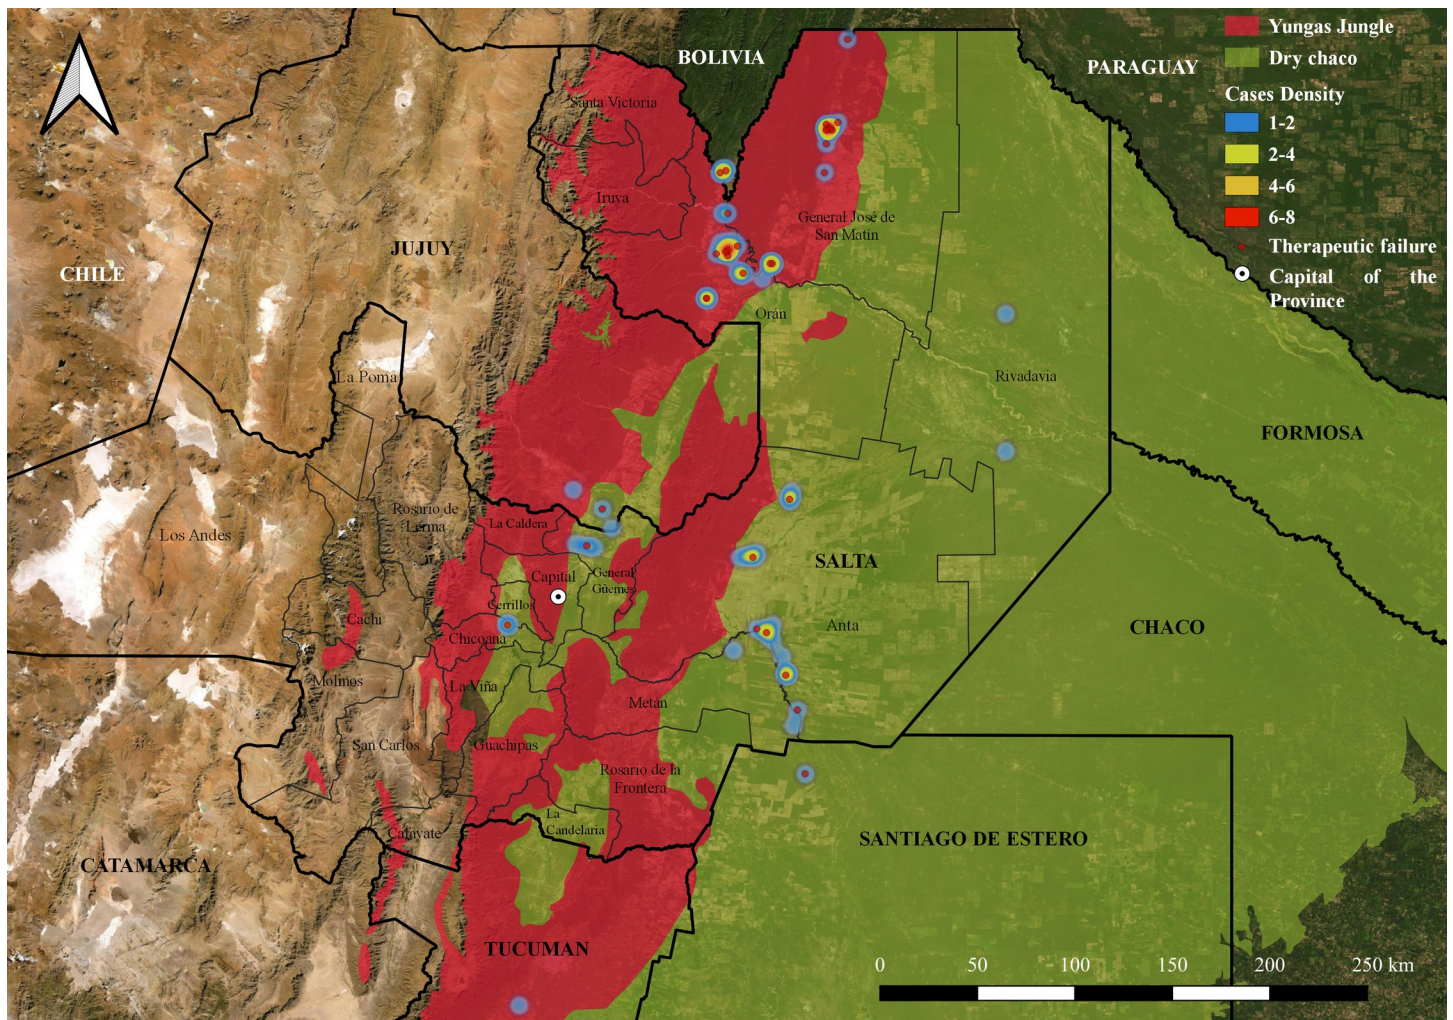 BOLIVIA
PARAGUAY
Yungas Jungle
Dry chaco
Cases Density
1-2
2-4
4-6
6-8
Therapeutic failure
Capital of the
Province
Santa Victoria
Iruya
General José de
San Matín
JUJUY
CHILE
Orán
La Poma
Rivadavia
FORMOSA
Los Andes
Rosario de
Lerma
La Caldera
SALTA
Capital
General
Güemes
Cerrillos
Cachi
Chicoana
Anta
CHACO
Molinos
La Viña
Metán
San Carlos
Guachipas
Rosario de la
Frontera
La
Candelaria
Cafayate
SANTIAGO DE ESTERO
CATAMARCA
TUCUMAN
0 50 100 150 200 250 km